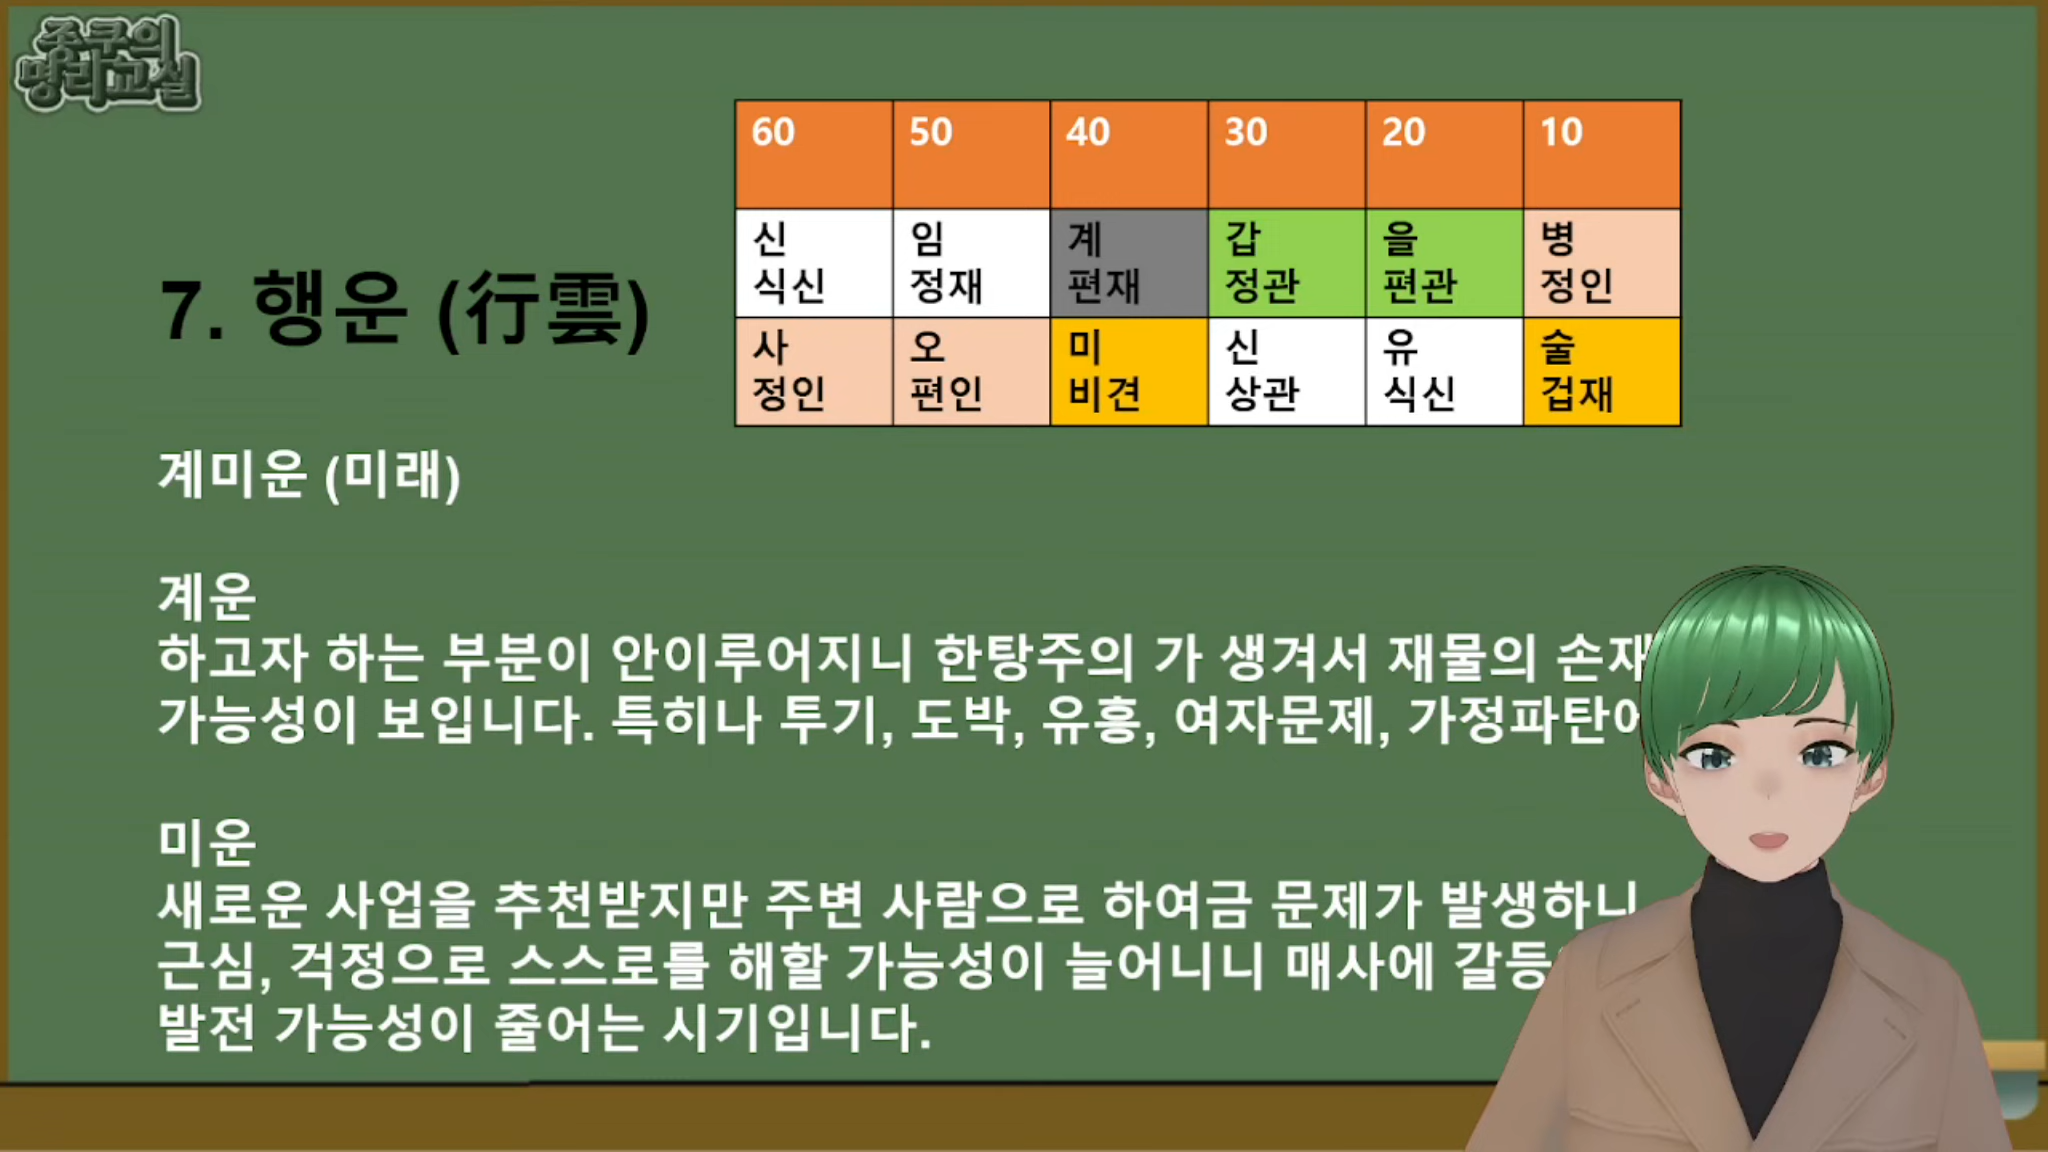 종쿠의
명리교실
60 50 40 30 20 10
신 임 계 갑 을 병
식신 정재 편재 정관 편관 정인
사 오 미 신 유 술
정인 편인 비견 상관 식신 겁재
7. 행운 (行雲)
계미운 (미래)
계운
하고자 하는 부분이 안이루어지니 한탕주의 가 생겨서 재물의 손재
가능성이 보입니다. 특히나 투기, 도박, 유흥, 여자문제, 가정파탄에
미운
새로운 사업을 추천받지만 주변 사람으로 하여금 문제가 발생하니
근심, 걱정으로 스스로를 해할 가능성이 늘어니니 매사에 갈등
발전 가능성이 줄어는 시기입니다.